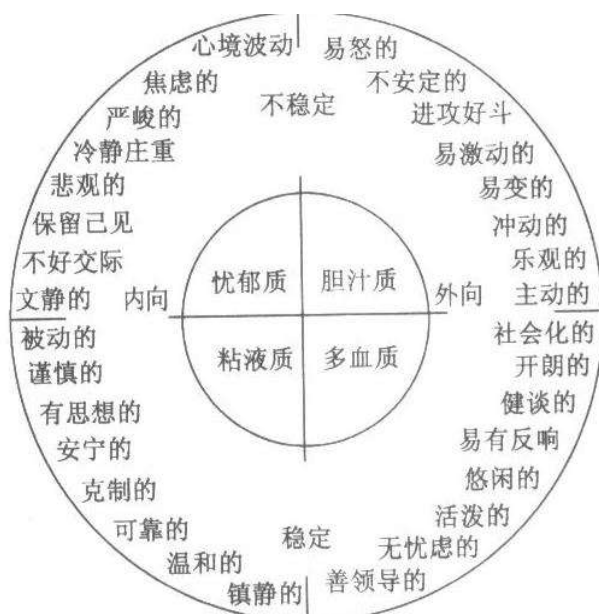 心境波动 易怒的
焦虑的 不安定的
不稳定
严峻的 进攻好斗
冷静庄重 易激动的
悲观的 易变的
保留己见 冲动的
不好交际 乐观的
忧郁质 胆汁质
文静的 内向 外向 主动的
被动的 社会化的
粘液质 多血质
谨慎的 开朗的
有思想的 健谈的
安宁的 易有反响
克制的 悠闲的
可靠的 活泼的
稳定
温和的 无忧虑的
镇静的 善领导的